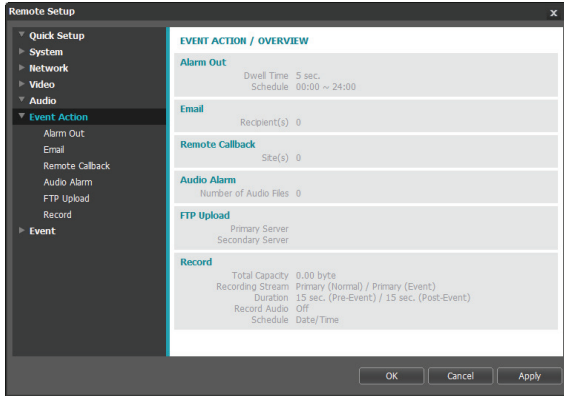 Remote Setup
x
Quick Setup
System
Network
Video
Audio
Event Action
Alarm Out
Email
Remote Callback
Audio Alarm
FTP Upload
Record
Event
EVENT ACTION / OVERVIEW
Alarm Out
Dwell Time 5 sec.
Schedule 00:00 ~ 24:00
Email
Recipient(s) 0
Remote Callback
Site(s) 0
Audio Alarm
Number of Audio Files 0
FTP Upload
Primary Server
Secondary Server
Record
Total Capacity 0.00 byte
Recording Stream Primary (Normal) / Primary (Event)
Duration 15 sec. (Pre-Event) / 15 sec. (Post-Event)
Record Audio Off
Schedule Date/Time
OK Cancel Apply